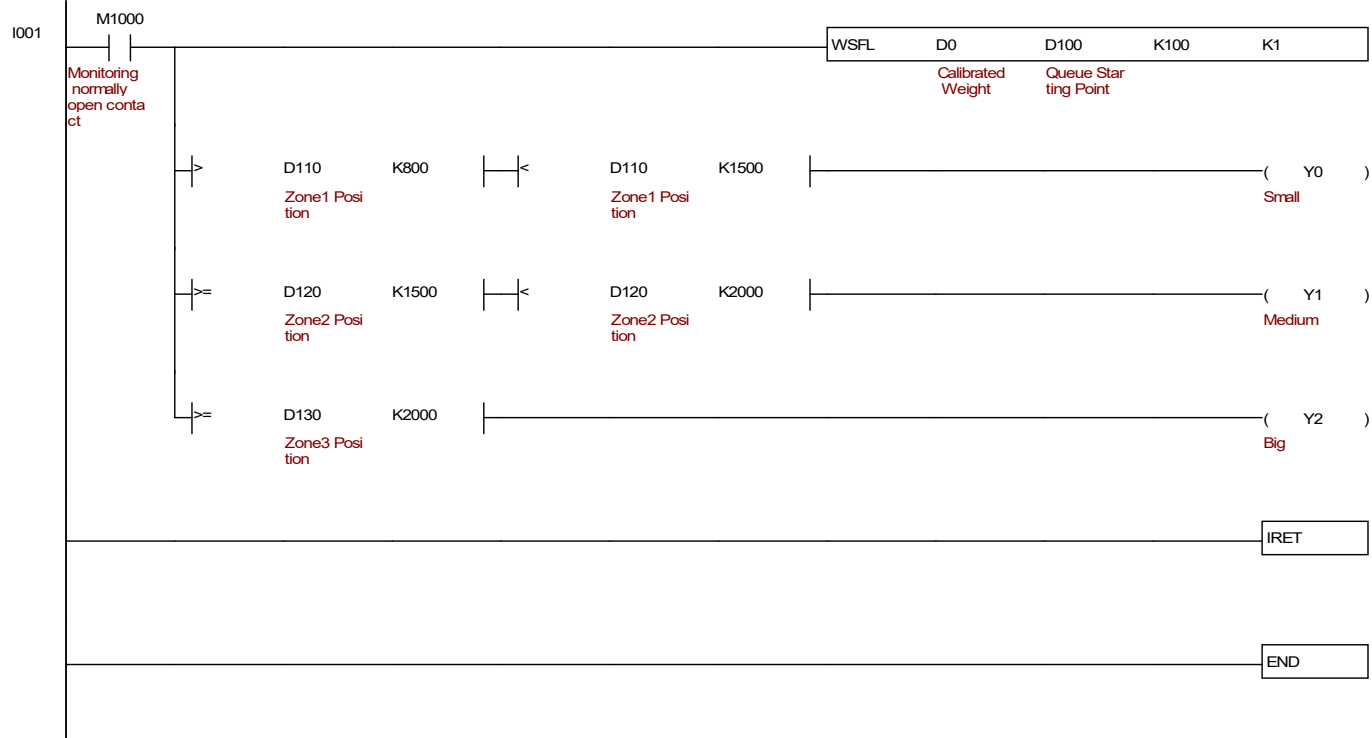 M1000
I001
WSFL D0 D100 K100 K1
Monitoring
normally
open conta
ct
Calibrated
Weight
Queue Star
ting Point
> D110 K800 < D110 K1500 ( Y0 )
Zone1 Posi
tion
Zone1 Posi
tion
Small
>= D120 K1500 < D120 K2000 ( Y1 )
Zone2 Posi
tion
Zone2 Posi
tion
Medium
>= D130 K2000 ( Y2 )
Zone3 Posi
tion
Big
IRET
END